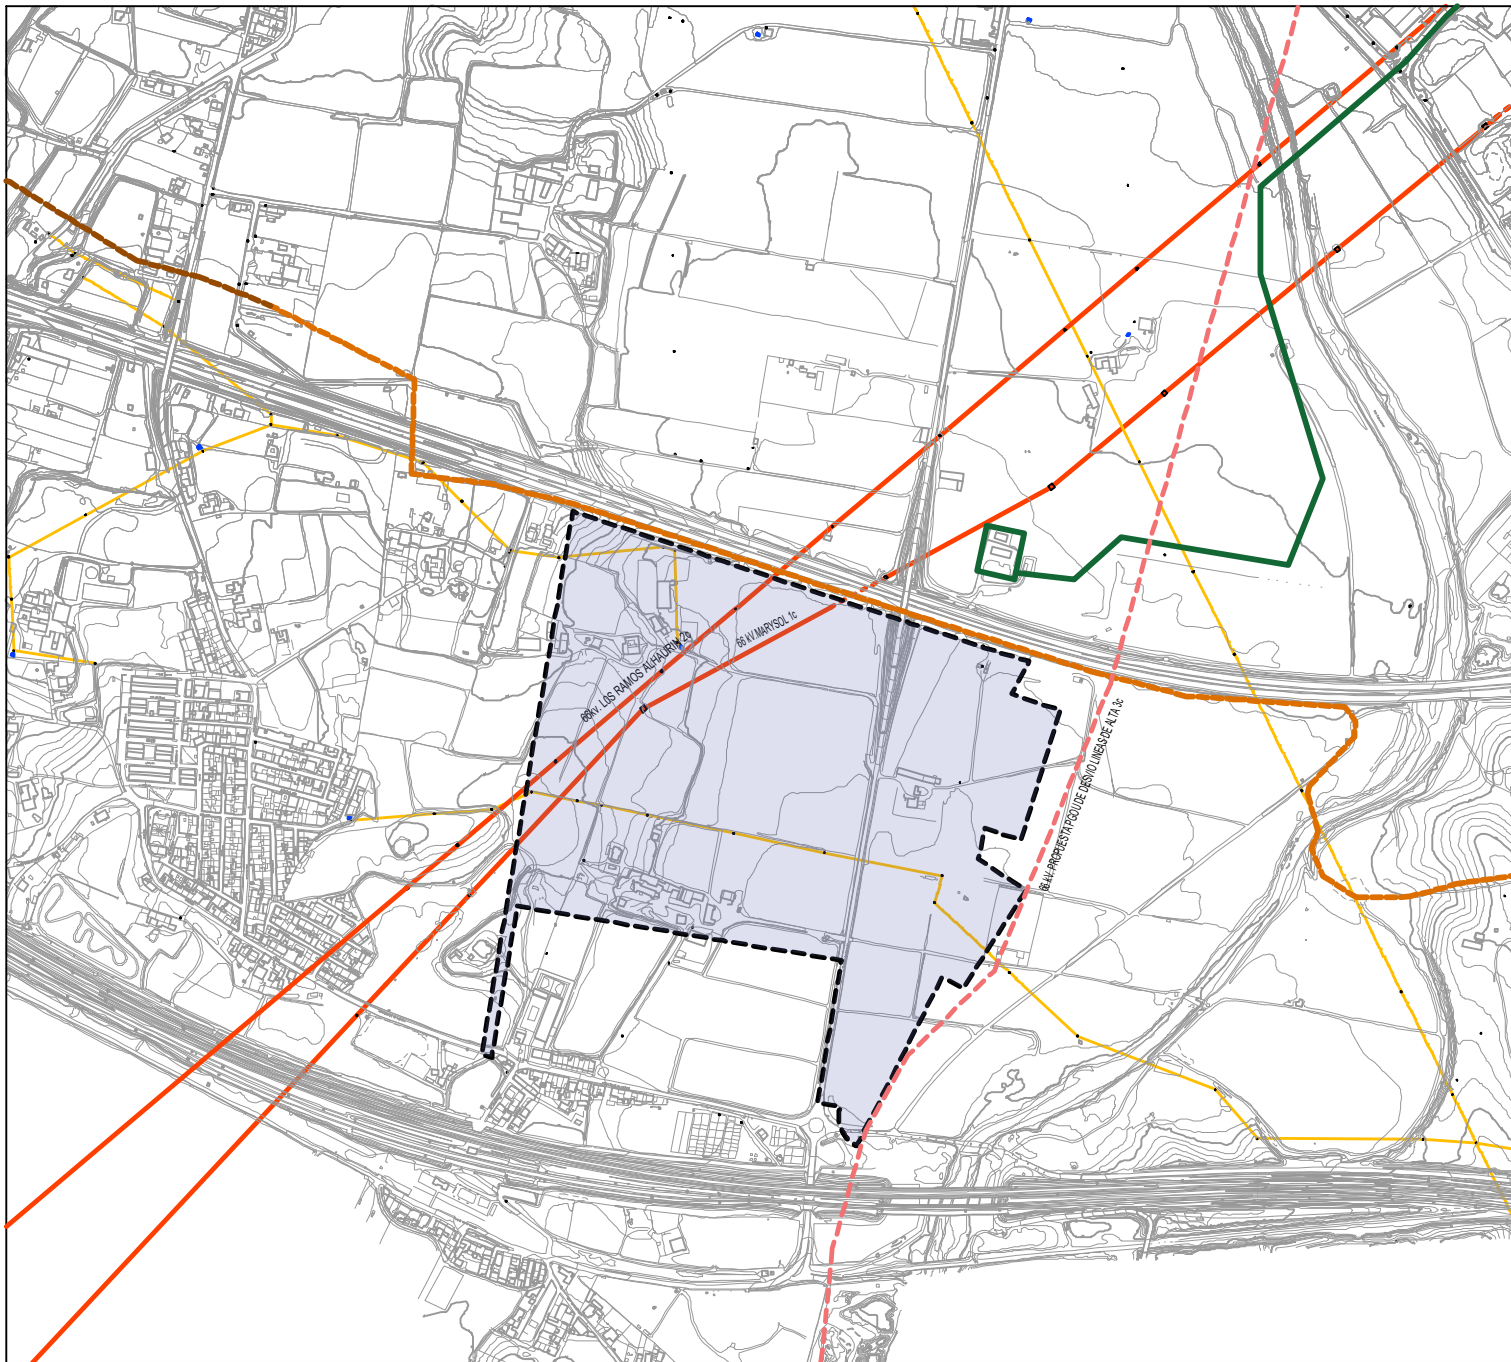 66kv. LOS RAMOS ALHAURIN 2c
66 kV.MARYSOL 1c
66 kV. PROPUESTA PGOU DE DESVIO LINEAS DE ALTA 3c